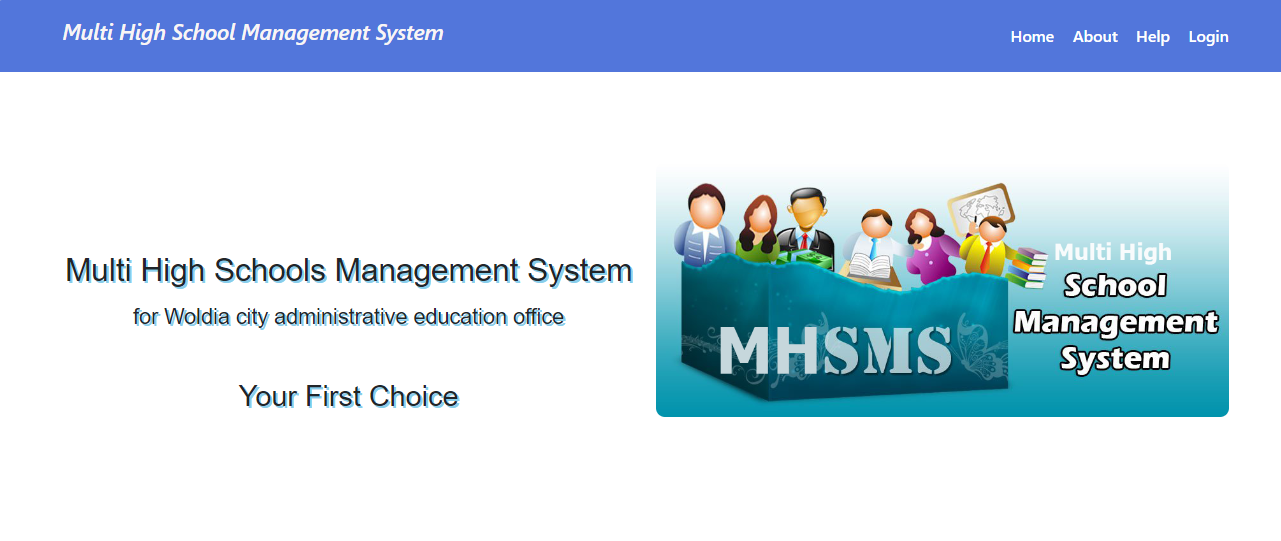 Multi High School Management System
Home About Help Login
Multi High Schools Management System
for Woldia city administrative education office
Your First Choice
MHSMS
Multi High
School
Management
System